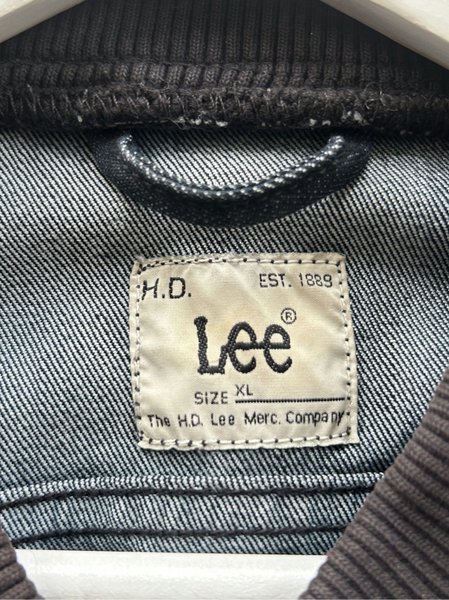 H.D. EST. 1889
Lee®
SIZE XL
The H.D. Lee Merc. Company